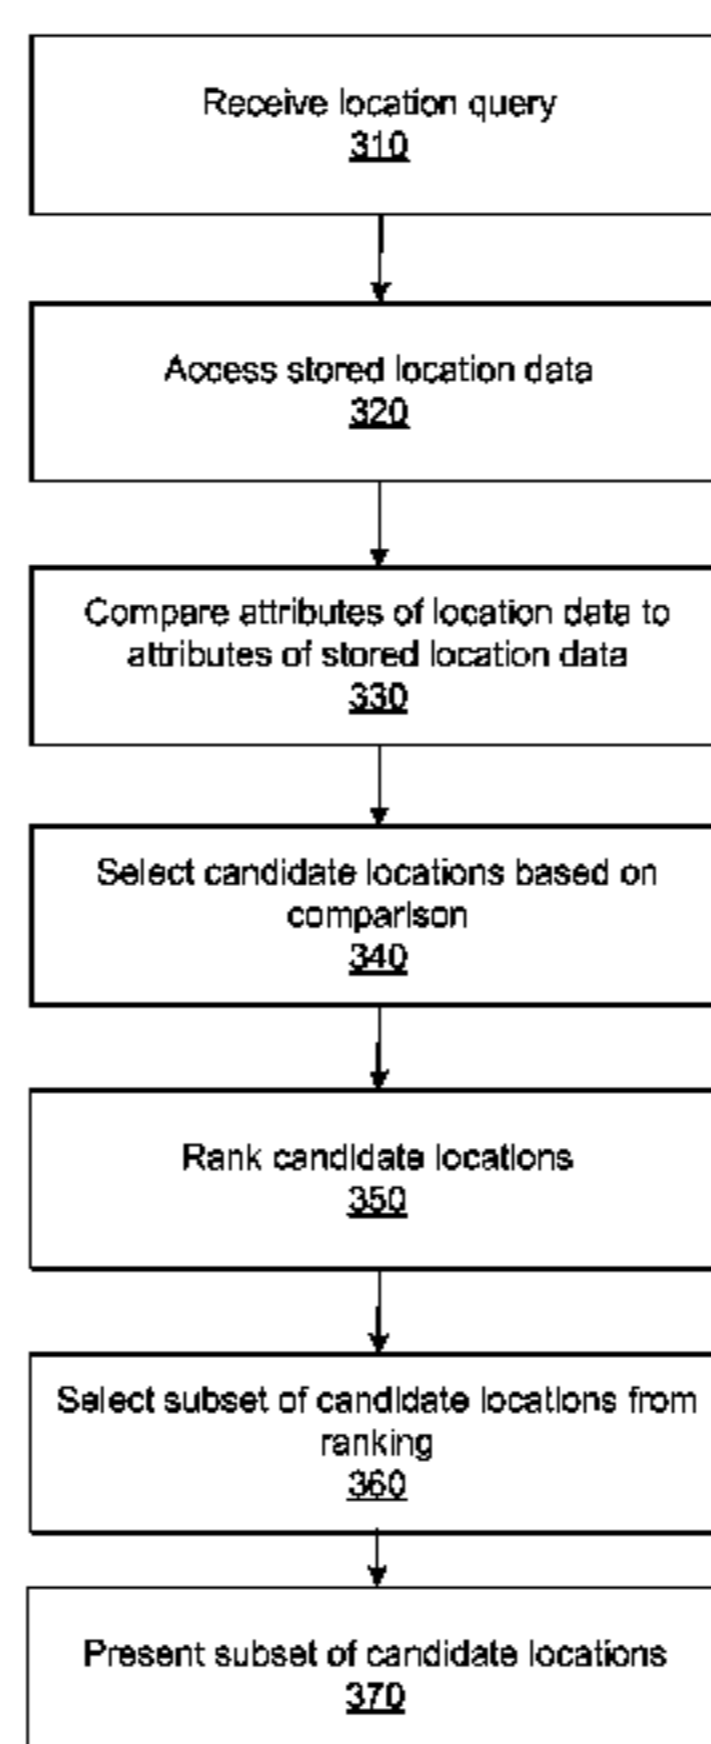 Receive location query
310
Access stored location data
320
Compare attributes of location data to
attributes of stored location data
330
Select candidate locations based on
comparison
340
Rank candidate locations
350
Select subset of candidate locations from
ranking
360
Present subset of candidate locations
370